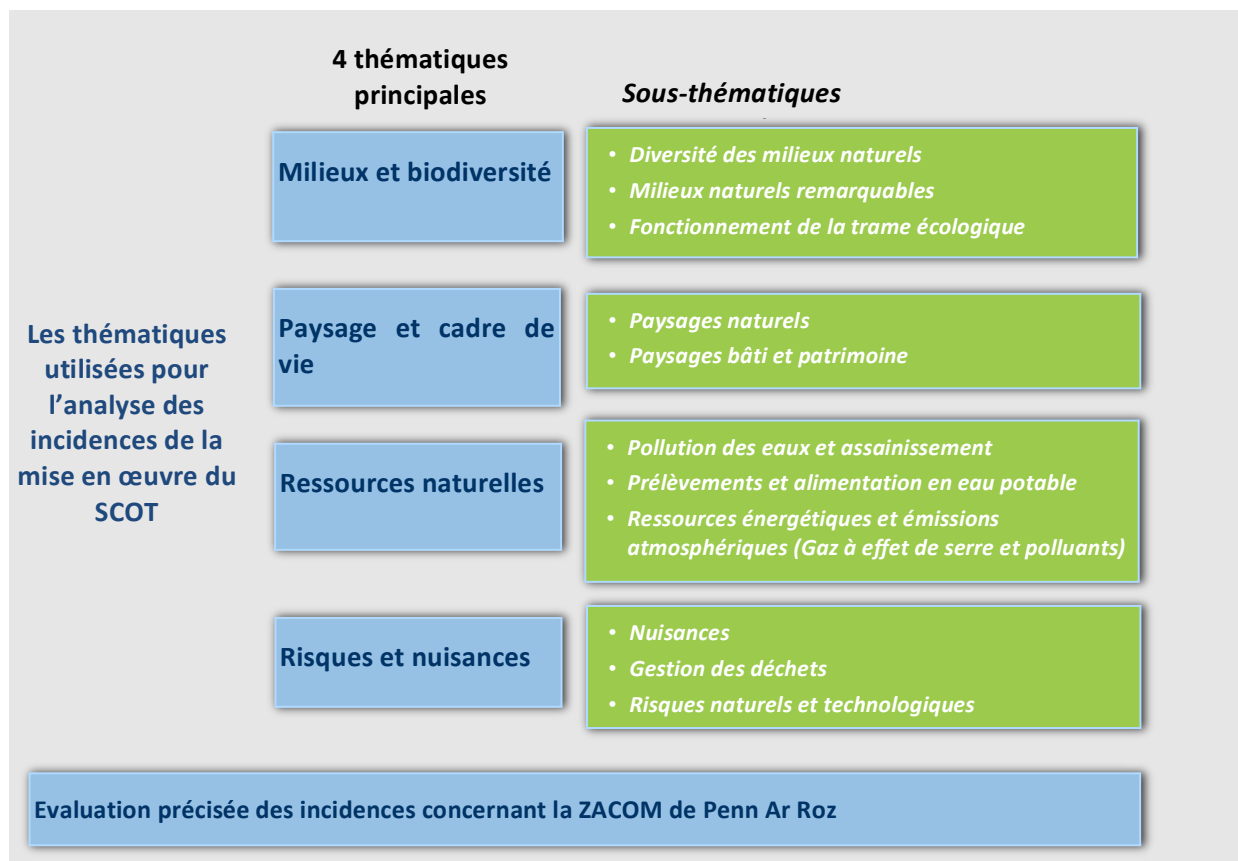 4 thématiques
principales
Sous-thématiques
Les thématiques
utilisées pour
l'analyse des
incidences de la
mise en œuvre du
SCOT
Milieux et biodiversité
• Diversité des milieux naturels
• Milieux naturels remarquables
• Fonctionnement de la trame écologique
Paysage et cadre de
vie
• Paysages naturels
• Paysages bâti et patrimoine
Ressources naturelles
• Pollution des eaux et assainissement
• Prélèvements et alimentation en eau potable
• Ressources énergétiques et émissions
atmosphériques (Gaz à effet de serre et polluants)
Risques et nuisances
• Nuisances
• Gestion des déchets
• Risques naturels et technologiques
Evaluation précisée des incidences concernant la ZACOM de Penn Ar Roz